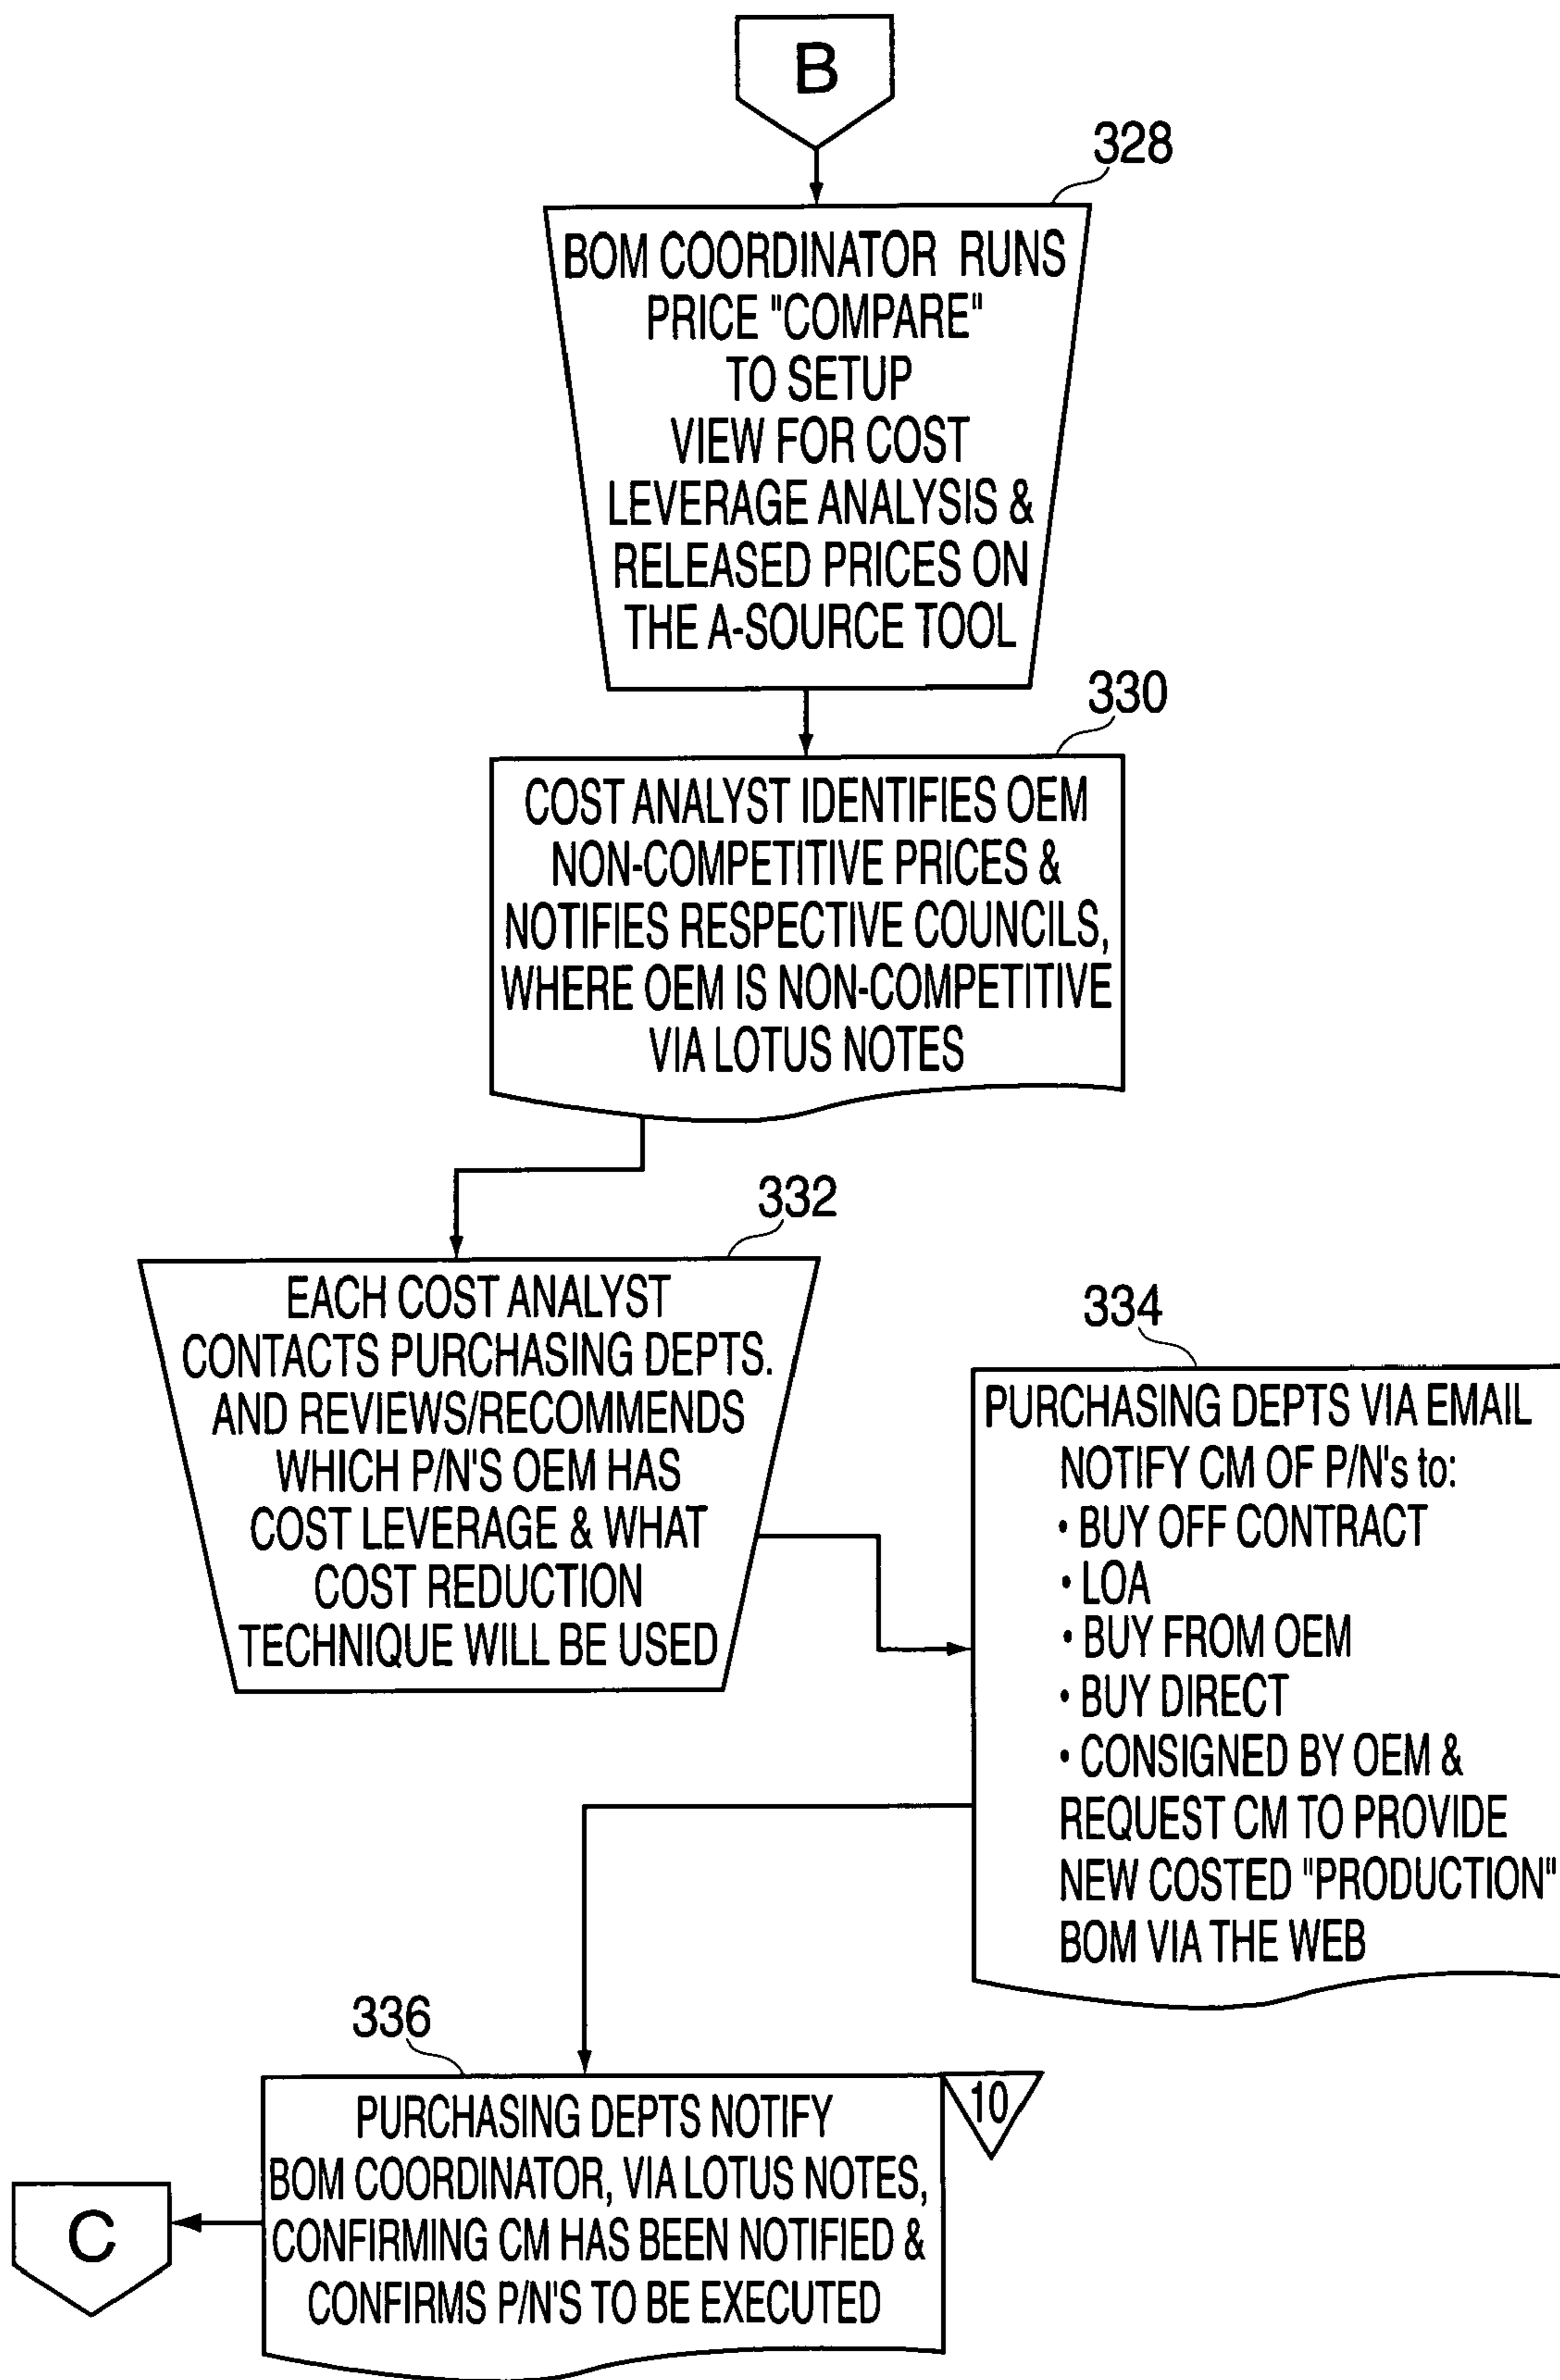 B
328
BOM COORDINATOR RUNS
PRICE "COMPARE"
TO SETUP
VIEW FOR COST
LEVERAGE ANALYSIS &
RELEASED PRICES ON
THE A-SOURCE TOOL
330
COST ANALYST IDENTIFIES OEM
NON-COMPETITIVE PRICES &
NOTIFIES RESPECTIVE COUNCILS,
WHERE OEM IS NON-COMPETITIVE
VIA LOTUS NOTES
332
EACH COST ANALYST
CONTACTS PURCHASING DEPTS.
AND REVIEWS/RECOMMENDS
WHICH P/N'S OEM HAS
COST LEVERAGE & WHAT
COST REDUCTION
TECHNIQUE WILL BE USED
334
PURCHASING DEPTS VIA EMAIL
NOTIFY CM OF P/N's to:
• BUY OFF CONTRACT
• LOA
• BUY FROM OEM
• BUY DIRECT
• CONSIGNED BY OEM &
REQUEST CM TO PROVIDE
NEW COSTED "PRODUCTION"
BOM VIA THE WEB
336
PURCHASING DEPTS NOTIFY
BOM COORDINATOR, VIA LOTUS NOTES,
CONFIRMING CM HAS BEEN NOTIFIED &
CONFIRMS P/N'S TO BE EXECUTED
10
C